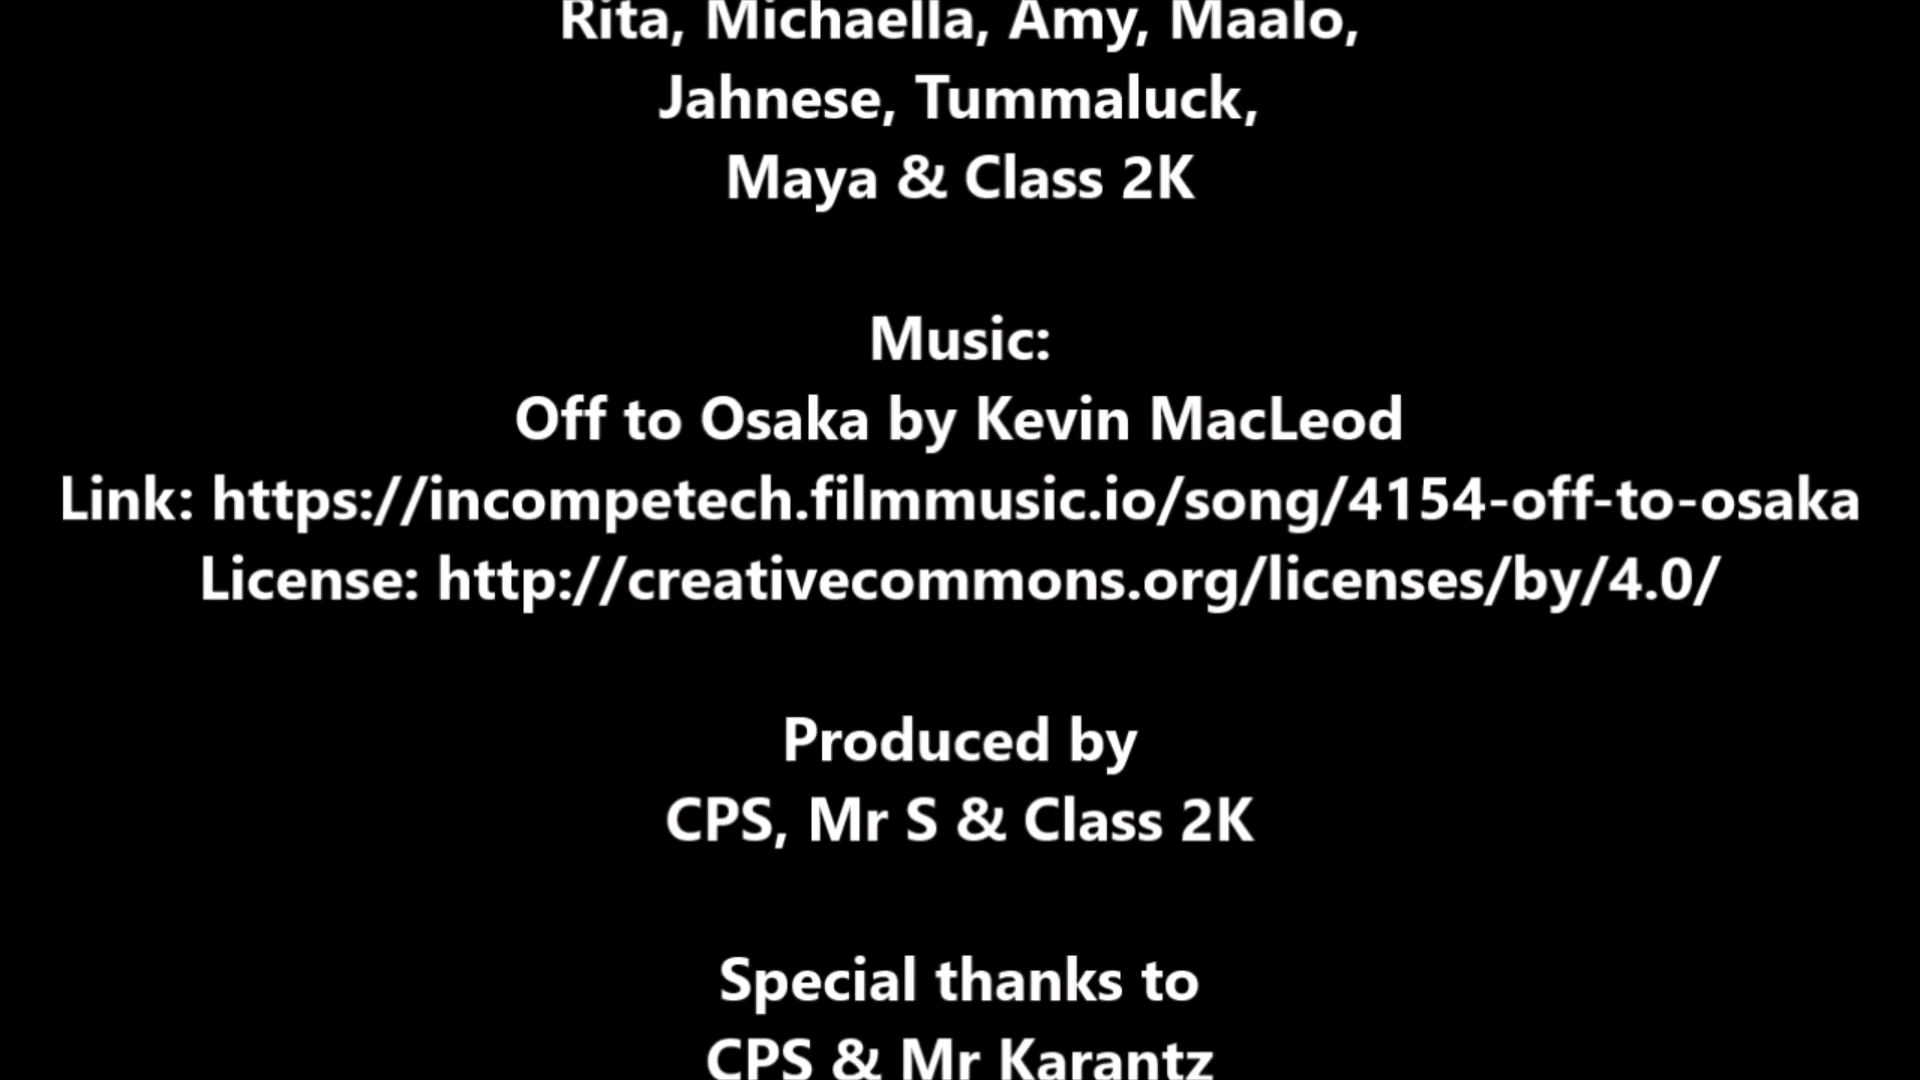 Rita, Michaella, Amy, Maalo,
Jahnese, Tummaluck,
Maya & Class 2K
Music:
Off to Osaka by Kevin MacLeod
Link: https://incompetech.filmmusic.io/song/4154-off-to-osaka
License: http://creativecommons.org/licenses/by/4.0/
Produced by
CPS, Mr S & Class 2K
Special thanks to
CPS & Mr Karantz